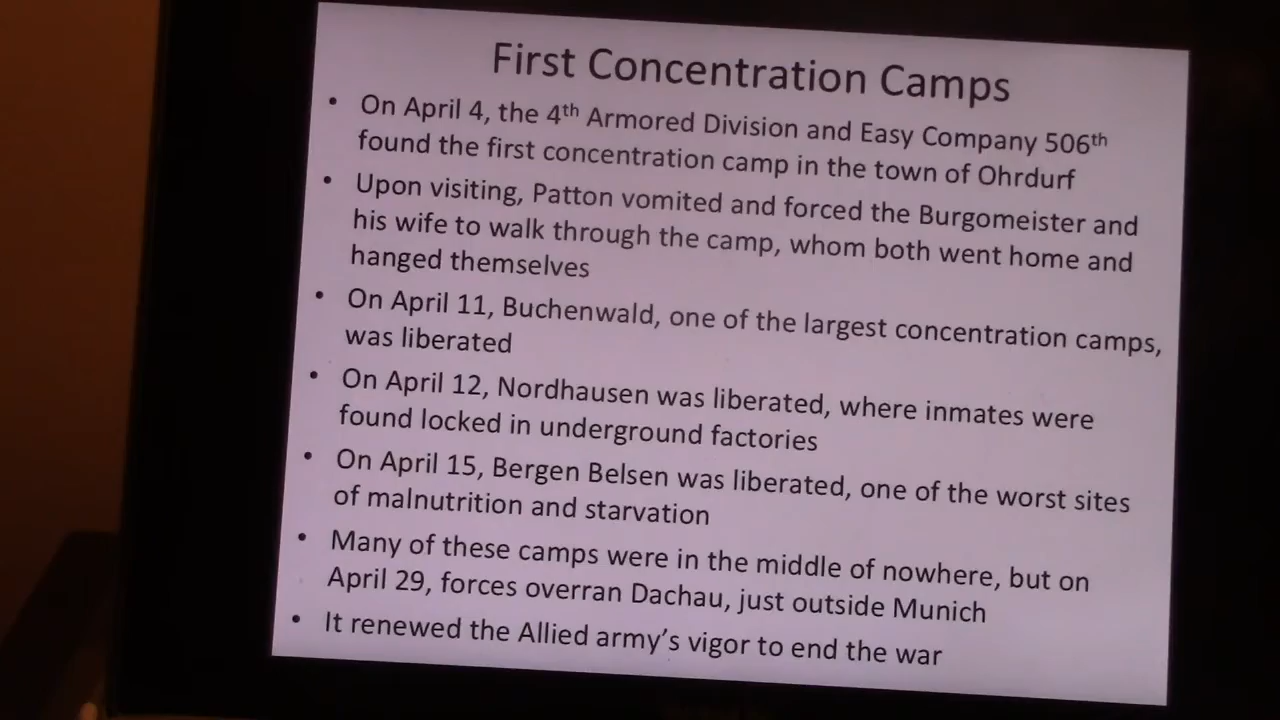 First Concentration Camps
• On April 4, the 4th Armored Division and Easy Company 506th
found the first concentration camp in the town of Ohrdurf
• Upon visiting, Patton vomited and forced the Burgomeister and
his wife to walk through the camp, whom both went home and
hanged themselves
• On April 11, Buchenwald, one of the largest concentration camps,
was liberated
• On April 12, Nordhausen was liberated, where inmates were
found locked in underground factories
• On April 15, Bergen Belsen was liberated, one of the worst sites
of malnutrition and starvation
• Many of these camps were in the middle of nowhere, but on
April 29, forces overran Dachau, just outside Munich
• It renewed the Allied army’s vigor to end the war